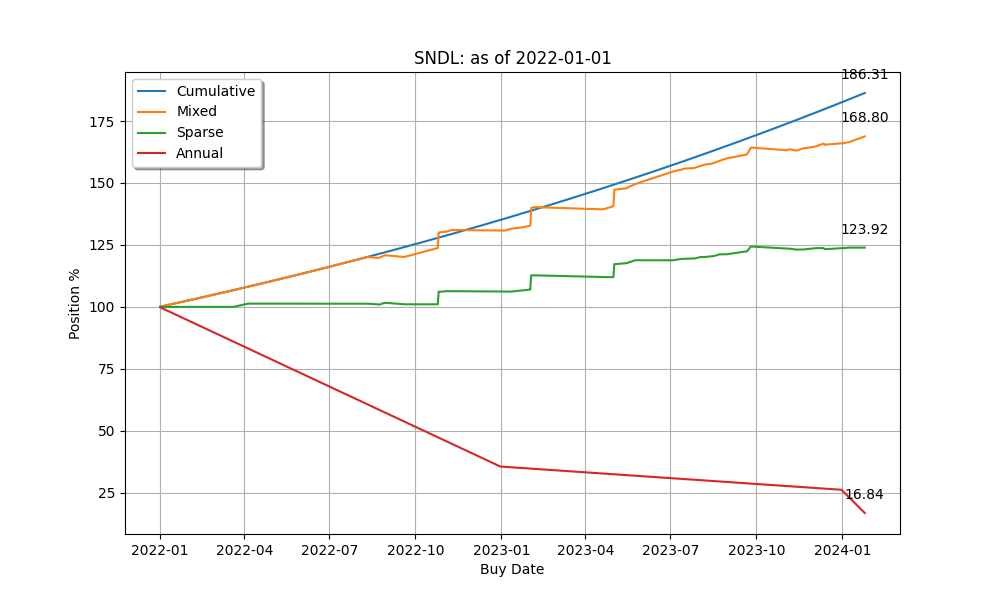 SNDL: as of 2022-01-01
Cumulative
Mixed
Sparse
Annual
186.31
168.80
123.92
16.84
Position %
175
150
125
100
75
50
25
2022-01 2022-04 2022-07 2022-10 2023-01 2023-04 2023-07 2023-10 2024-01
Buy Date